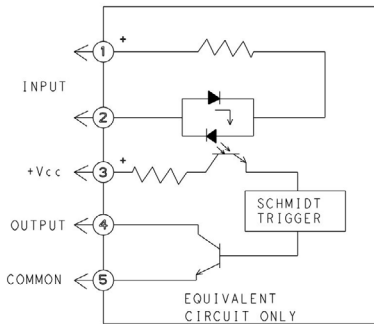 1
+
INPUT
2
+
+Vcc
3
SCHMIDT
TRIGGER
OUTPUT
4
COMMON
5
EQUIVALENT
CIRCUIT ONLY